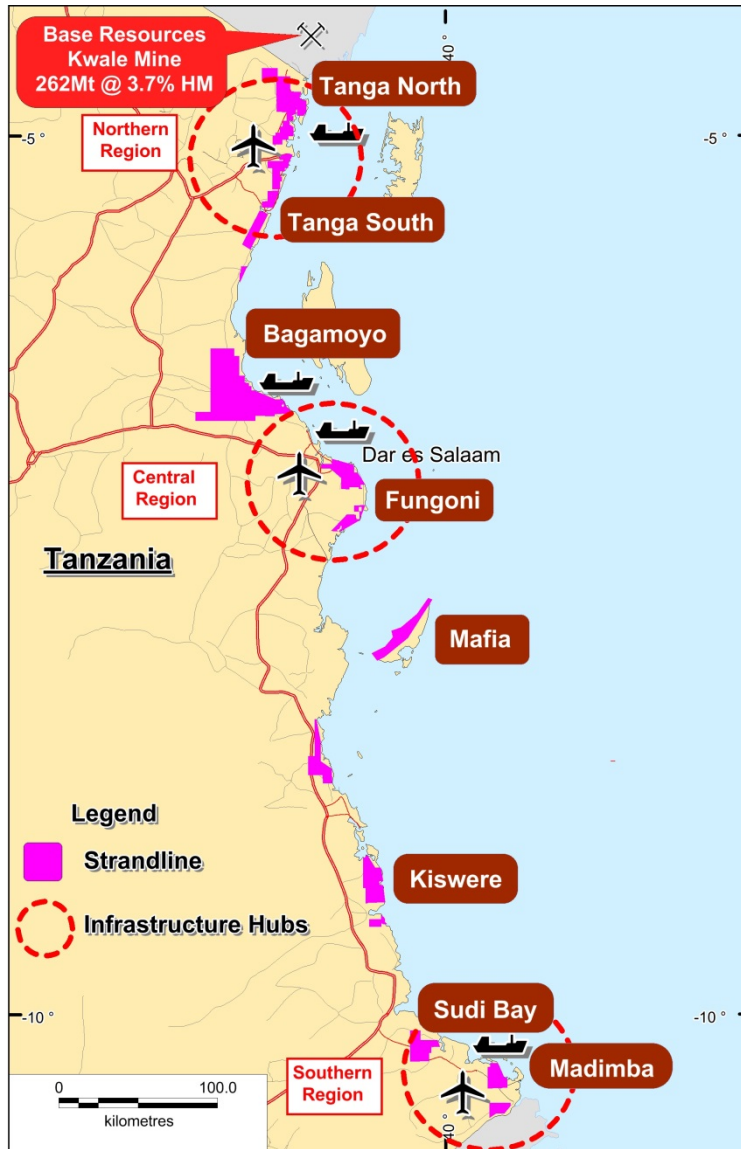 Base Resources
Kwale Mine
262Mt @ 3.7% HM
40 °
Tanga North
Northern
Region
-5 °
-5 °
Tanga South
Bagamoyo
Dar es Salaam
Central
Region
Fungoni
Tanzania
Mafia
Legend
Strandline
Kiswere
Infrastructure Hubs
-10 °
-10 °
Sudi Bay
Madimba
Southern
Region
0
100.0
kilometres
40 °